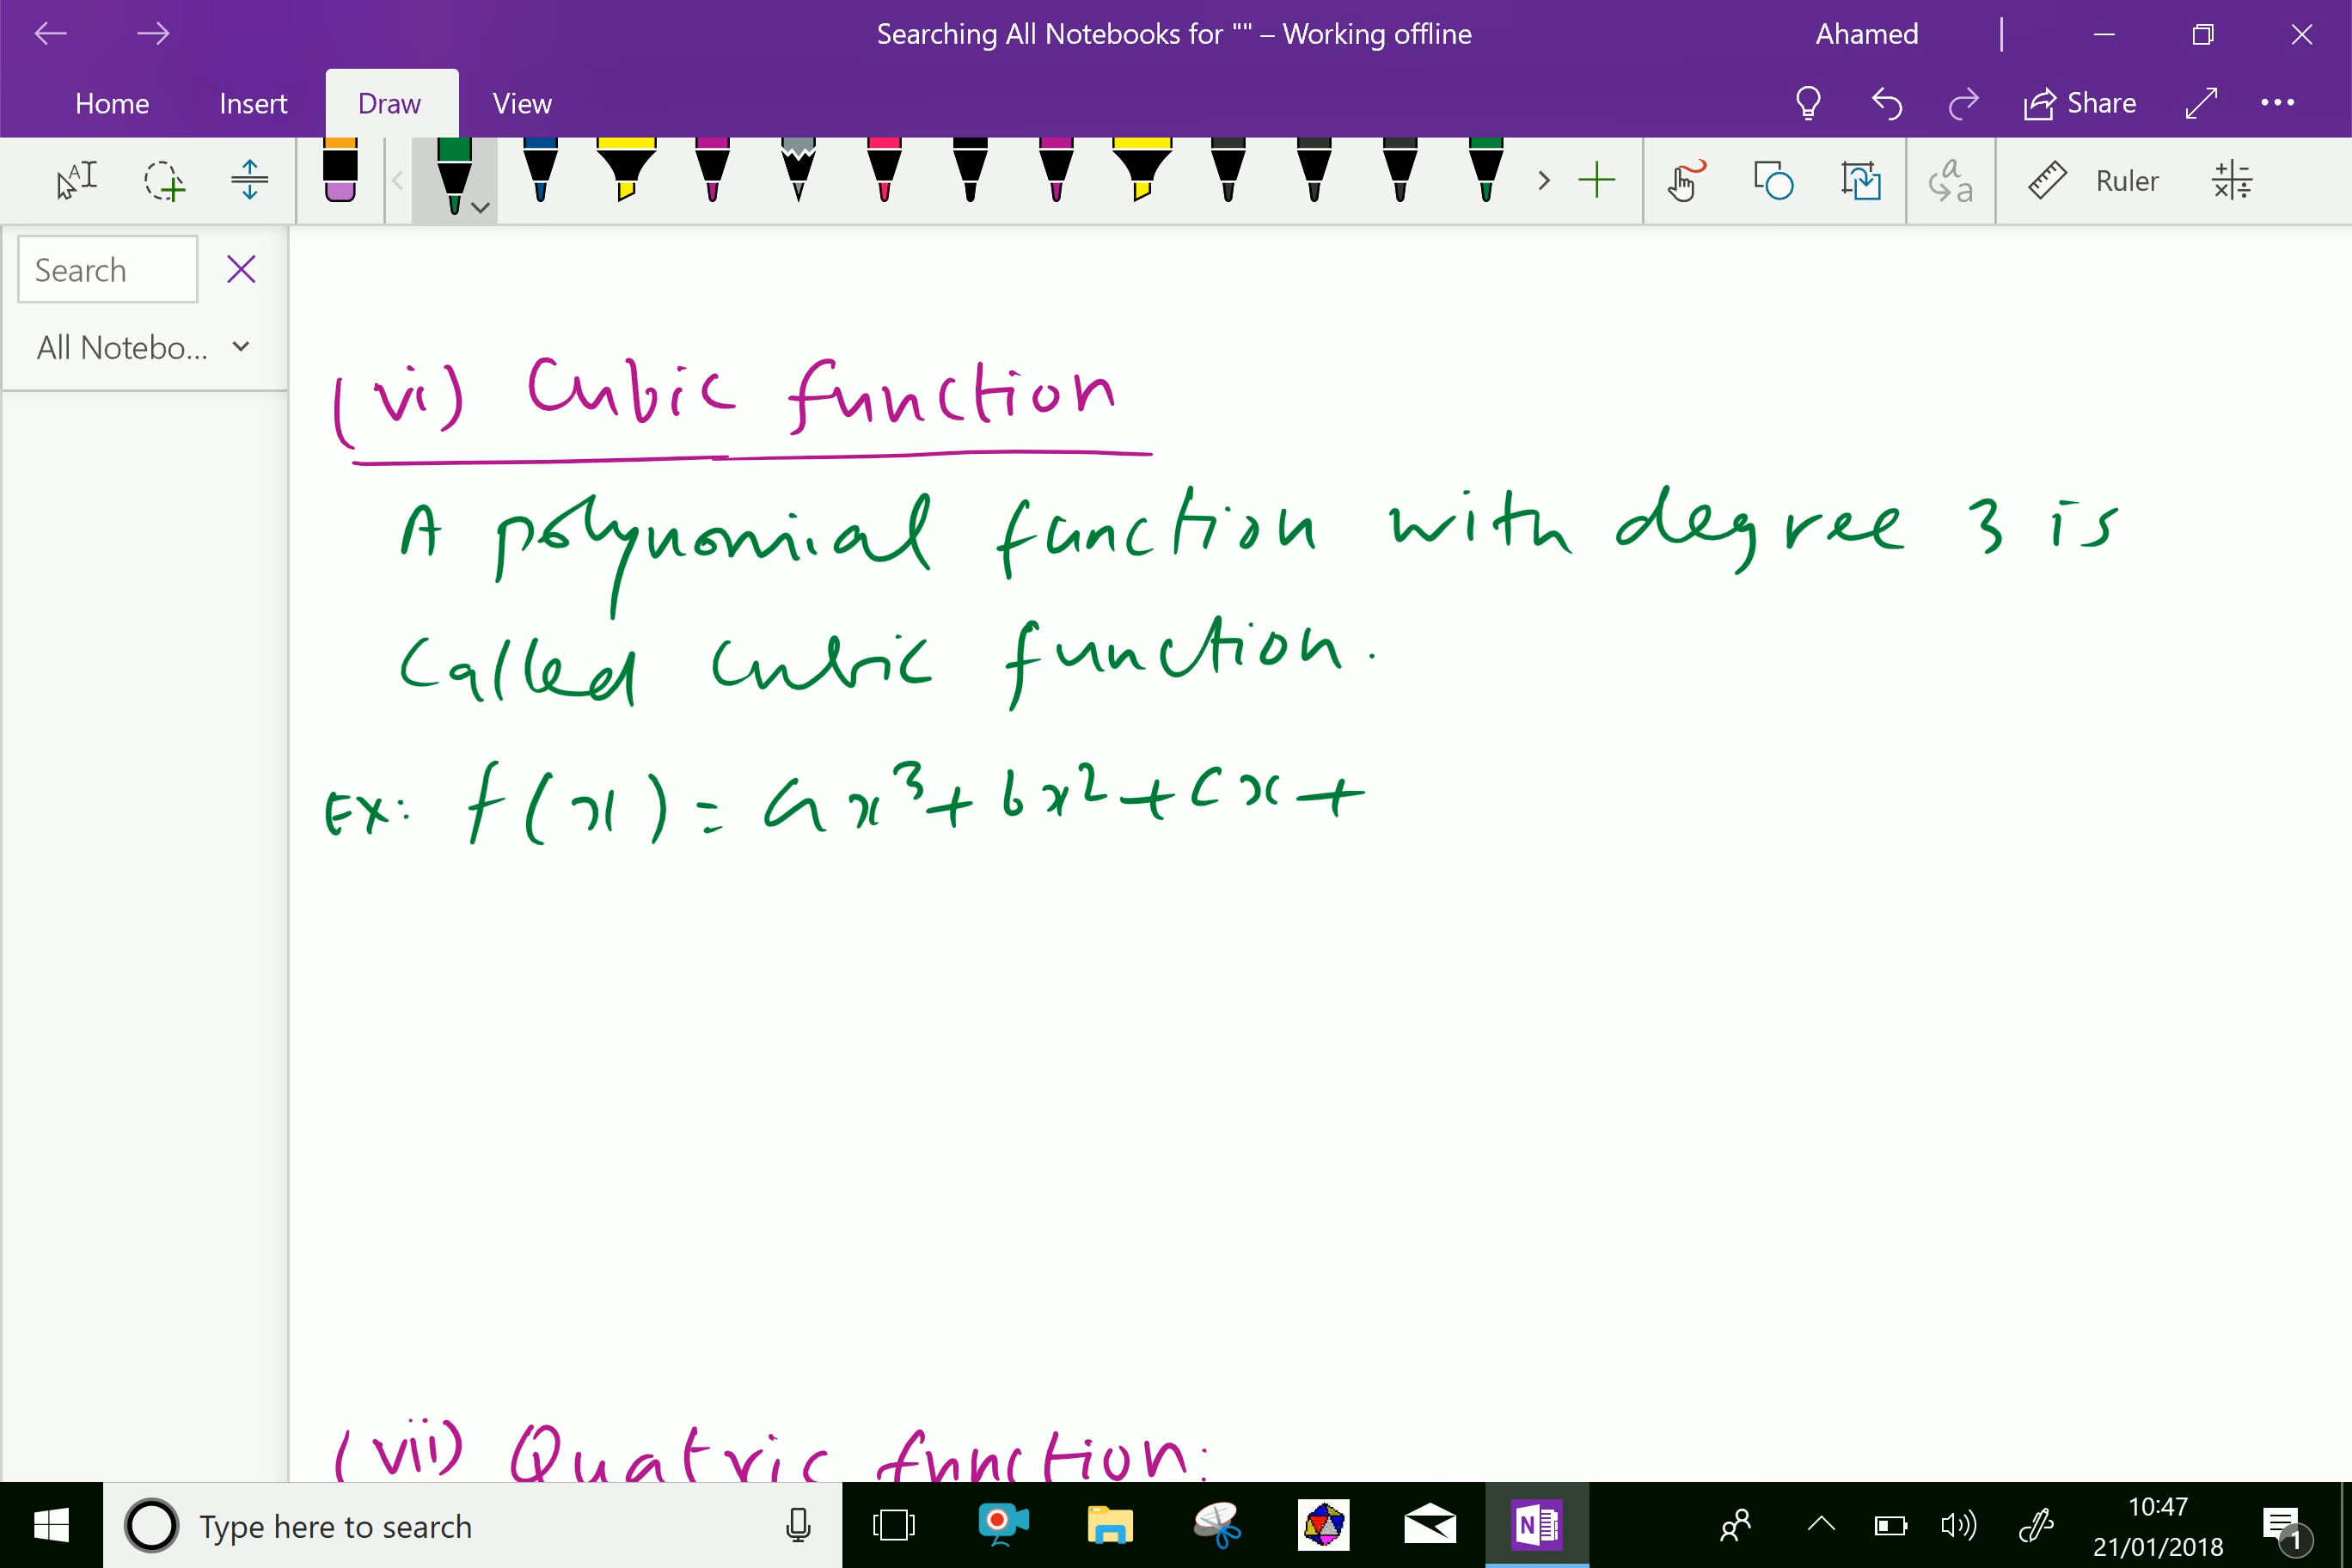 Searching All Notebooks for "" – Working offline
Ahamed
Home Insert Draw View
Share
Ruler
Search
All Notebo...
(vi) Cubic function
A polynomial function with degree 3 is
called cubic function.
Ex: f(x) = ax³ + bx² + cx +
(vii) Quatric function:
Type here to search
N
10:47
21/01/2018
1